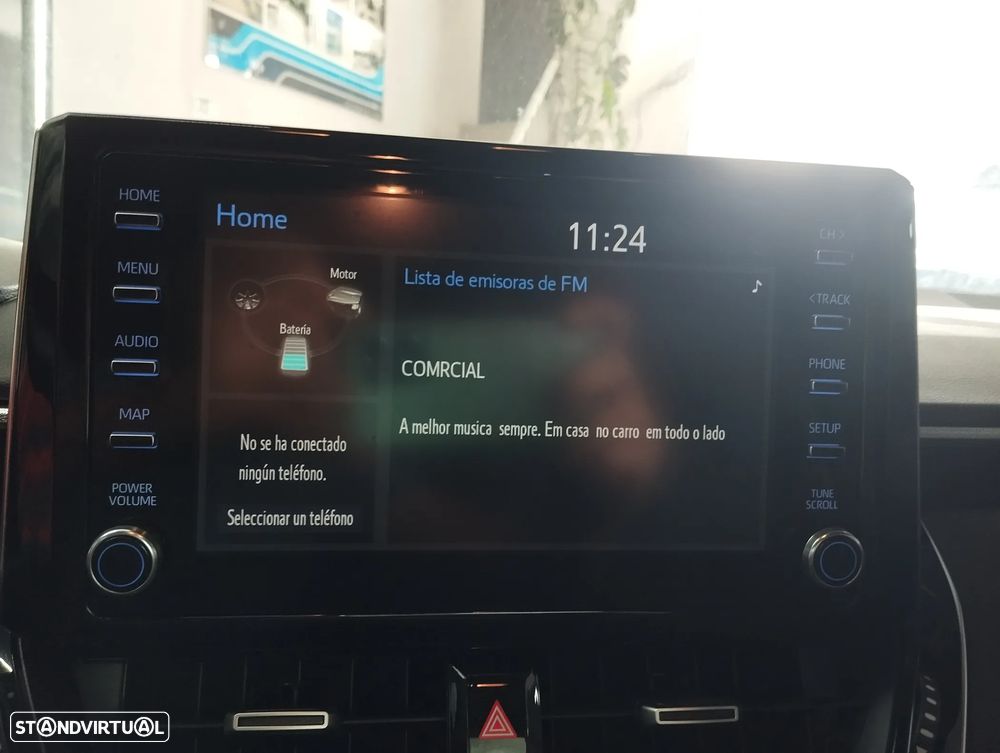 HOME
MENU
AUDIO
MAP
POWER
VOLUME
Home
11:24
Motor
Batería
No se ha conectado
ningún teléfono.
Seleccionar un teléfono
Lista de emisoras de FM
COMRCIAL
A melhor musica sempre. Em casa no carro em todo o lado
CH>
<TRACK
PHONE
SETUP
TUNE
SCROLL
STANDVIRTUAL